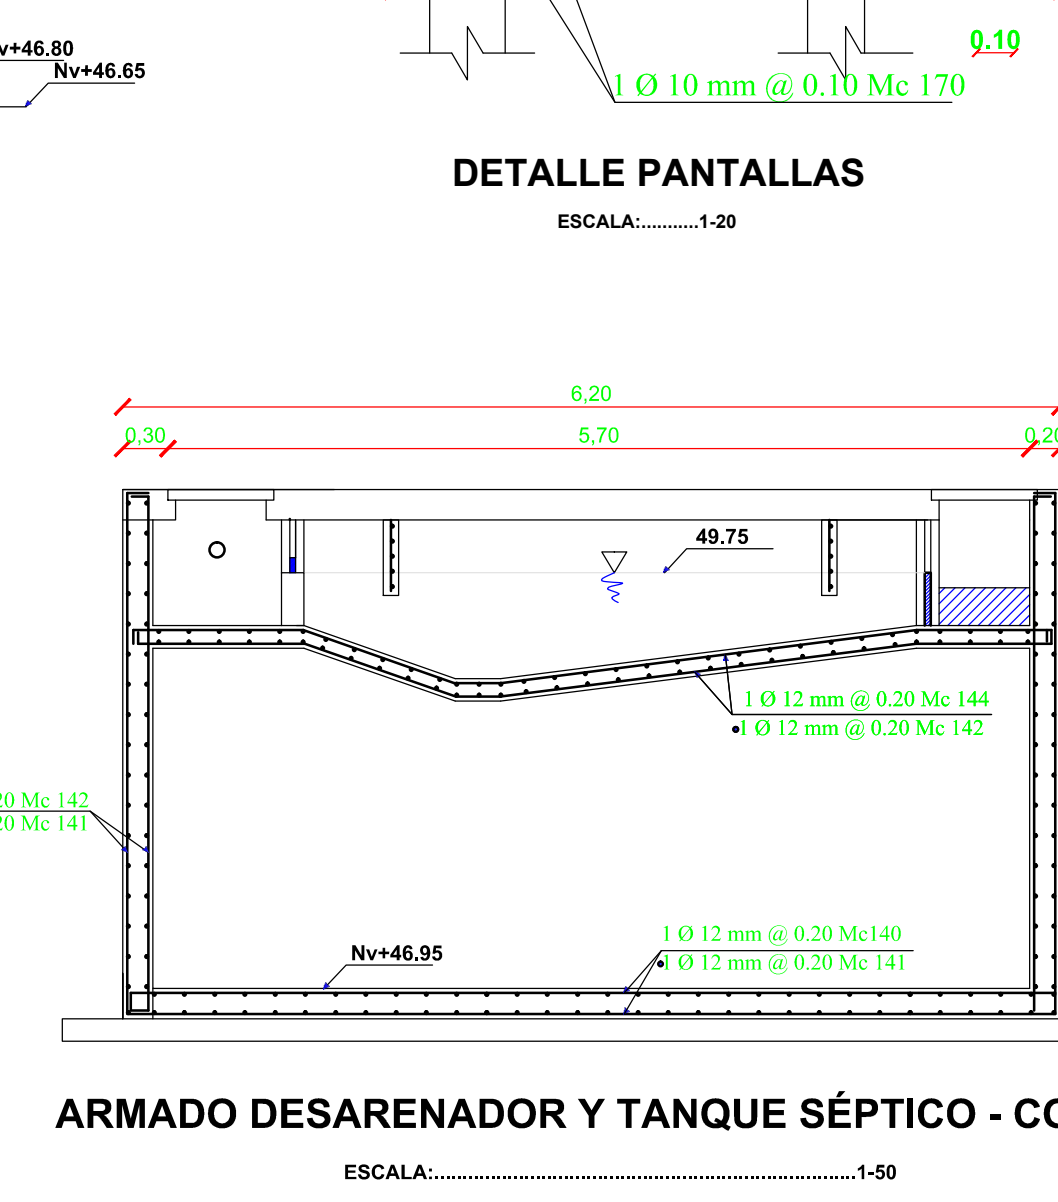 Nv+46.65
0.10
1 Ø 10 mm @ 0.10 Mc 170
DETALLE PANTALLAS
ESCALA:...........1-20
6,20
0,30 5,70 0,20
49.75
1 Ø 12 mm @ 0.20 Mc 144
1 Ø 12 mm @ 0.20 Mc 142
Mc 142
Mc 141
Nv+46.95
1 Ø 12 mm @ 0.20 Mc140
1 Ø 12 mm @ 0.20 Mc 141
ARMADO DESARENADOR Y TANQUE SÉPTICO -
ESCALA:..................................................................1-50